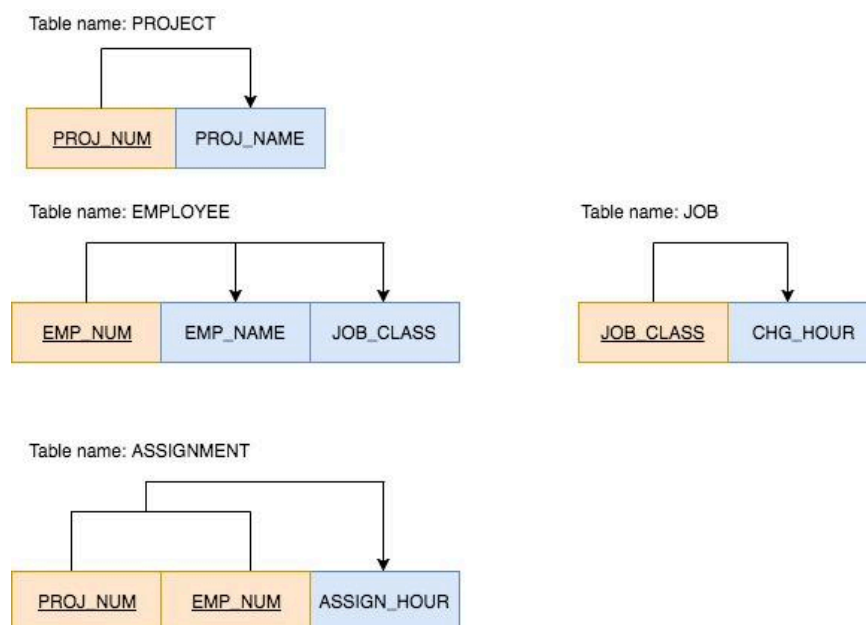 Table name: PROJECT
PROJ_NUM PROJ_NAME
Table name: EMPLOYEE
EMP_NUM EMP_NAME JOB_CLASS
Table name: JOB
JOB_CLASS CHG_HOUR
Table name: ASSIGNMENT
PROJ_NUM EMP_NUM ASSIGN_HOUR